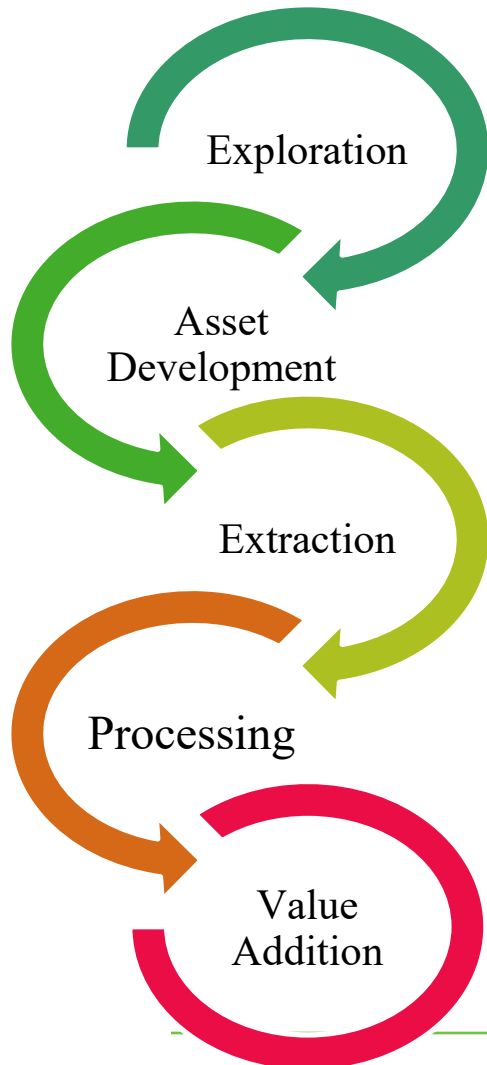 Exploration
Asset
Development
Extraction
Processing
Value
Addition